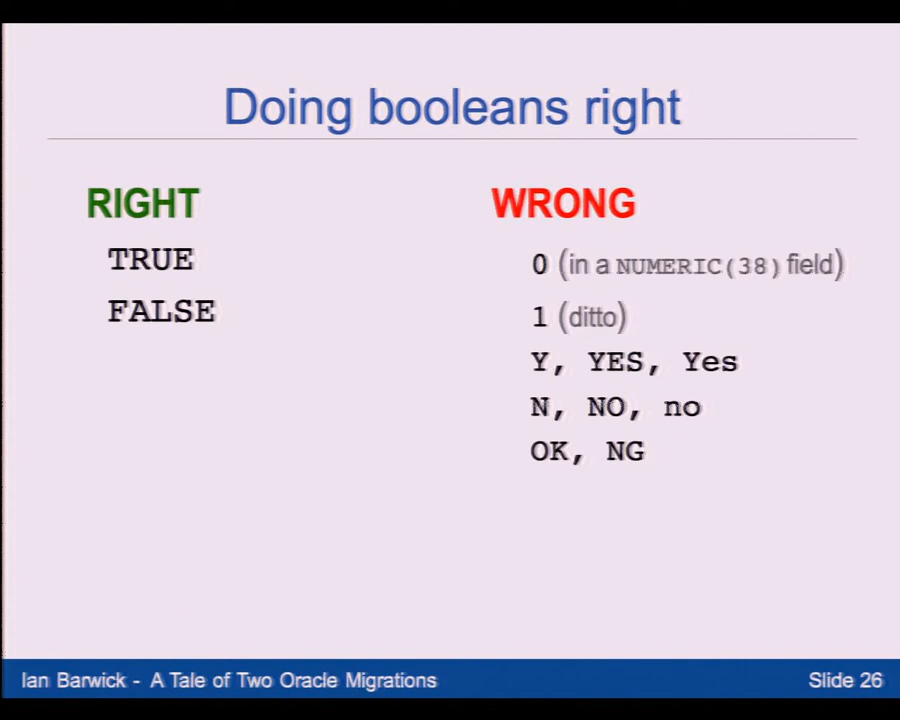 Doing booleans right
RIGHT
TRUE
FALSE
WRONG
0 (in a NUMERIC(38) field)
1 (ditto)
Y, YES, Yes
N, NO, no
OK, NG
Ian Barwick - A Tale of Two Oracle Migrations
Slide 26